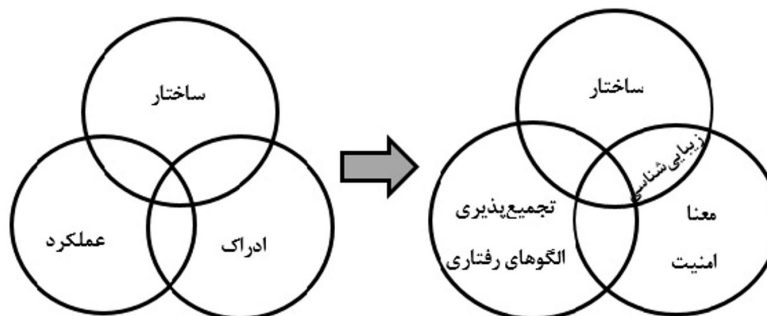 ساختار
عملکرد
ادراک
ساختار
زیبایی‌شناسی
تجمیع‌پذیری
الگوهای رفتاری
معنا
امنیت